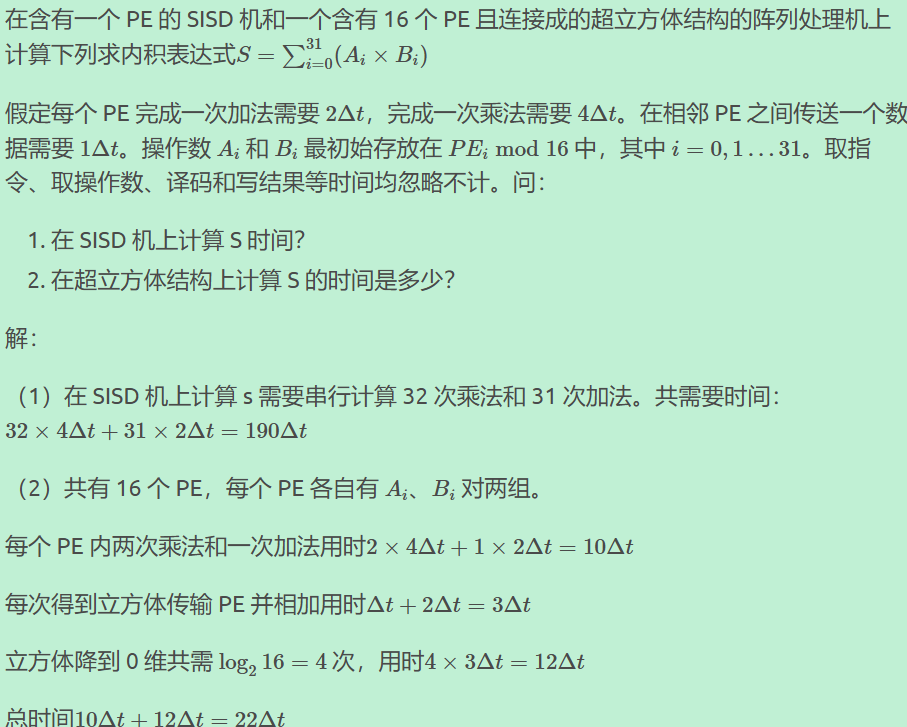 在含有一个 PE 的 SISD 机和一个含有 16 个 PE 且连接成的超立方体结构的阵列处理机上
计算下列求内积表达式$S = \sum_{i=0}^{31}(A_i \times B_i)$
假定每个 PE 完成一次加法需要 $2\Delta t$，完成一次乘法需要 $4\Delta t$。在相邻 PE 之间传送一个数
据需要 $1\Delta t$。操作数 $A_i$ 和 $B_i$ 最初始存放在 $PE_i \bmod 16$ 中，其中 $i = 0, 1 \ldots 31$。取指
令、取操作数、译码和写结果等时间均忽略不计。问：
1. 在 SISD 机上计算 S 时间？
2. 在超立方体结构上计算 S 的时间是多少？
解：
（1）在 SISD 机上计算 s 需要串行计算 32 次乘法和 31 次加法。共需要时间：
$32 \times 4\Delta t + 31 \times 2\Delta t = 190\Delta t$
（2）共有 16 个 PE，每个 PE 各自有 $A_i$、$B_i$ 对两组。
每个 PE 内两次乘法和一次加法用时$2 \times 4\Delta t + 1 \times 2\Delta t = 10\Delta t$
每次得到立方体传输 PE 并相加用时$\Delta t + 2\Delta t = 3\Delta t$
立方体降到 0 维共需 $\log_2 16 = 4$ 次，用时$4 \times 3\Delta t = 12\Delta t$
总时间$10\Delta t + 12\Delta t = 22\Delta t$